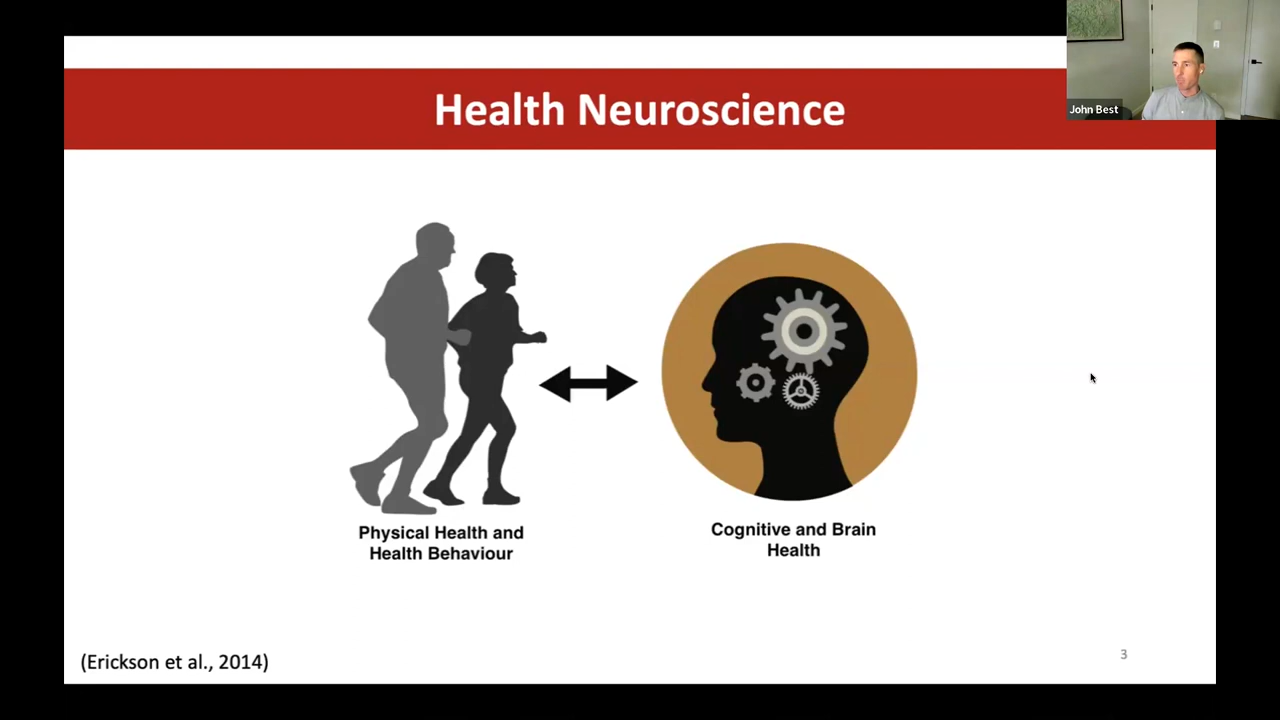 Health Neuroscience
John Best
Physical Health and
Health Behaviour
Cognitive and Brain
Health
(Erickson et al., 2014)
3